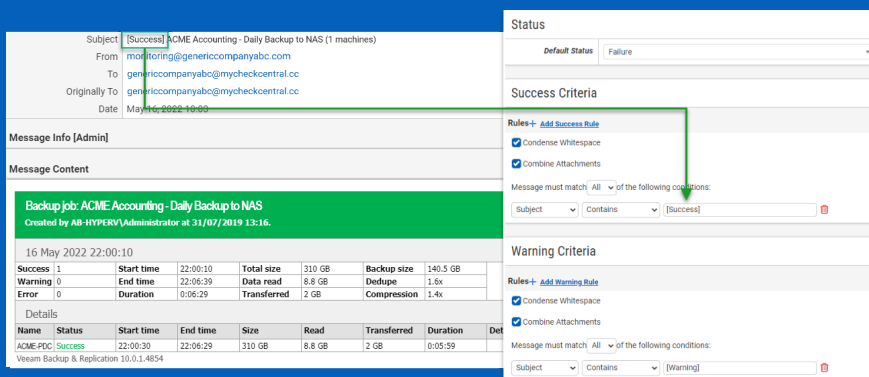 Subject [Success] ACME Accounting - Daily Backup to NAS (1 machines)
From monitoring@genericcompanyabc.com
To genericcompanyabc@mycheckcentral.cc
Originally To genericcompanyabc@mycheckcentral.cc
Date May 16, 2022 10:03
Message Info [Admin]
Message Content
Backup job: ACME Accounting - Daily Backup to NAS
Created by AB-HYPERV\Administrator at 31/07/2019 13:16.
16 May 2022 22:00:10
Success 1 Start time 22:00:10 Total size 310 GB Backup size 140.5 GB
Warning 0 End time 22:06:39 Data read 8.8 GB Dedupe 1.6x
Error 0 Duration 0:06:29 Transferred 2 GB Compression 1.4x
Details
Name Status Start time End time Size Read Transferred Duration Det
ACME-PDC Success 22:00:30 22:06:29 310 GB 8.8 GB 2 GB 0:05:59
Veeam Backup & Replication 10.0.1.4854
Status
Default Status Failure
Success Criteria
Rules+ Add Success Rule
Condense Whitespace
Combine Attachments
Message must match All of the following conditions:
Subject Contains [Success]
Warning Criteria
Rules+ Add Warning Rule
Condense Whitespace
Combine Attachments
Message must match All of the following conditions:
Subject Contains [Warning]